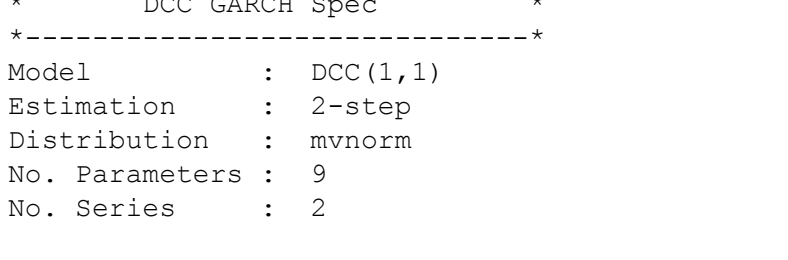 *       DCC GARCH Spec         *
*------------------------------*
Model          :  DCC(1,1)
Estimation     :  2-step
Distribution   :  mvnorm
No. Parameters :  9
No. Series     :  2